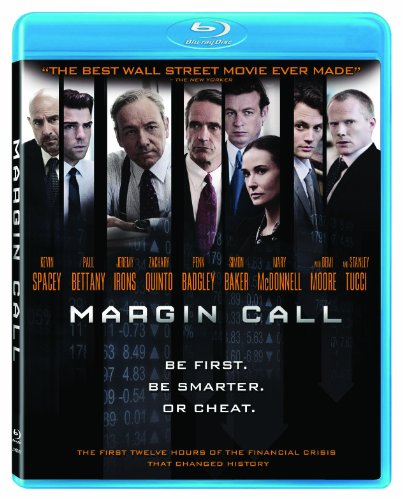 Blu-ray Disc
"THE BEST WALL STREET MOVIE EVER MADE"
— THE NEW YORKER
KEVIN SPACEY
PAUL BETTANY
JEREMY IRONS
ZACHARY QUINTO
PENN BADGLEY
SIMON BAKER
MARY McDONNELL
WITH DEMI MOORE
AND STANLEY TUCCI
MARGIN CALL
BE FIRST.
BE SMARTER.
OR CHEAT.
THE FIRST TWELVE HOURS OF THE FINANCIAL CRISIS
THAT CHANGED HISTORY
MARGIN CALL